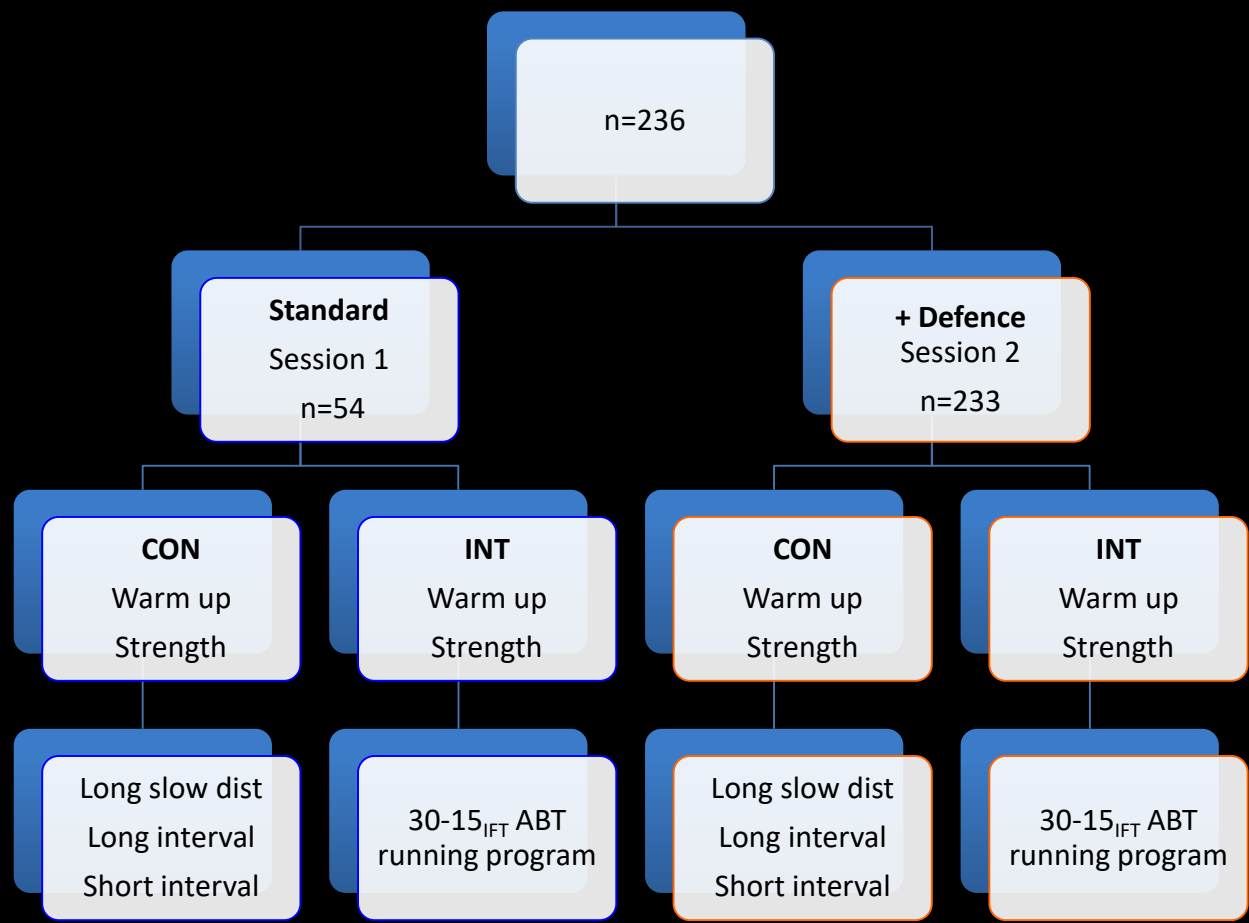 n=236
Standard
Session 1
n=54
+ Defence
Session 2
n=233
CON
Warm up
Strength
INT
Warm up
Strength
CON
Warm up
Strength
INT
Warm up
Strength
Long slow dist
Long interval
Short interval
30-15IFT ABT
running program
Long slow dist
Long interval
Short interval
30-15IFT ABT
running program